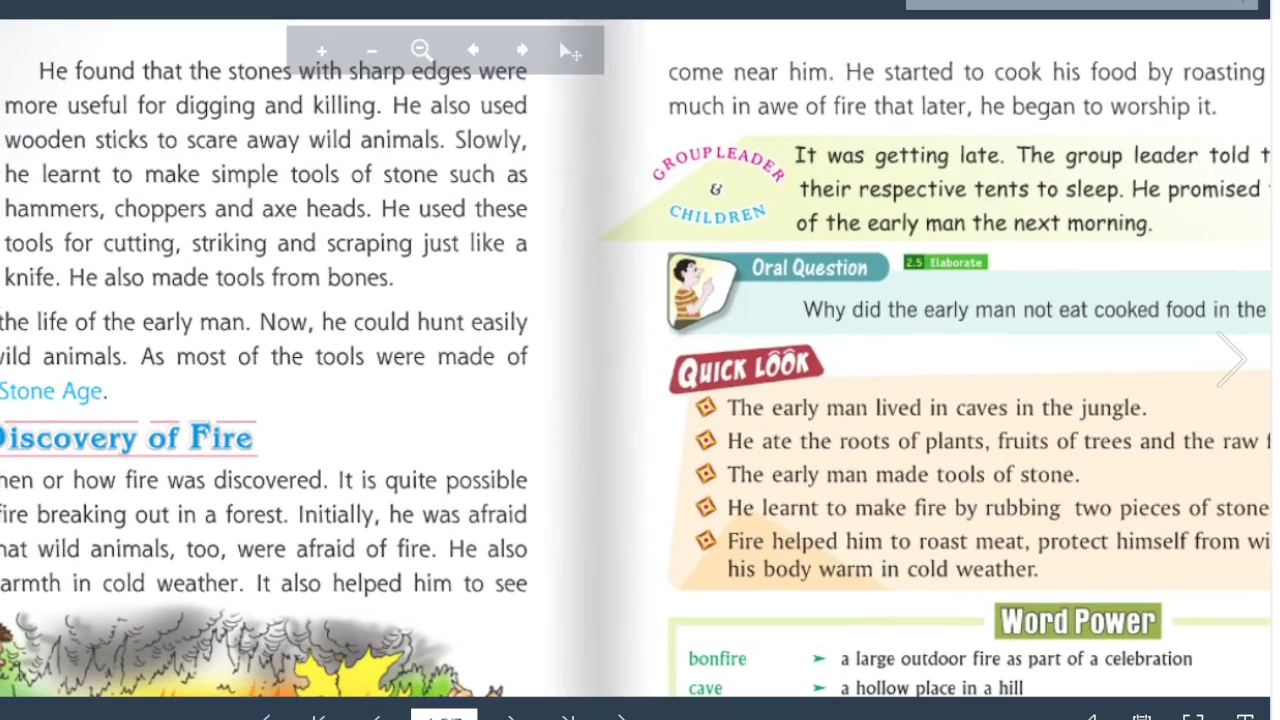 He found that the stones with sharp edges were
more useful for digging and killing. He also used
wooden sticks to scare away wild animals. Slowly,
he learnt to make simple tools of stone such as
hammers, choppers and axe heads. He used these
tools for cutting, striking and scraping just like a
knife. He also made tools from bones.
the life of the early man. Now, he could hunt easily
animals. As most of the tools were made of
Stone Age.
Discovery of Fire
or how fire was discovered. It is quite possible
fire breaking out in a forest. Initially, he was afraid
wild animals, too, were afraid of fire. He also
in cold weather. It also helped him to see
come near him. He started to cook his food by roasting
much in awe of fire that later, he began to worship it.
GROUP LEADER
&
CHILDREN
It was getting late. The group leader told
their respective tents to sleep. He promised
of the early man the next morning.
Oral Question
2.5 Elaborate
Why did the early man not eat cooked food in the
QUICK LOOK
The early man lived in caves in the jungle.
He ate the roots of plants, fruits of trees and the raw
The early man made tools of stone.
He learnt to make fire by rubbing two pieces of stone
Fire helped him to roast meat, protect himself from
his body warm in cold weather.
Word Power
bonfire ➢ a large outdoor fire as part of a celebration
cave ➢ a hollow place in a hill